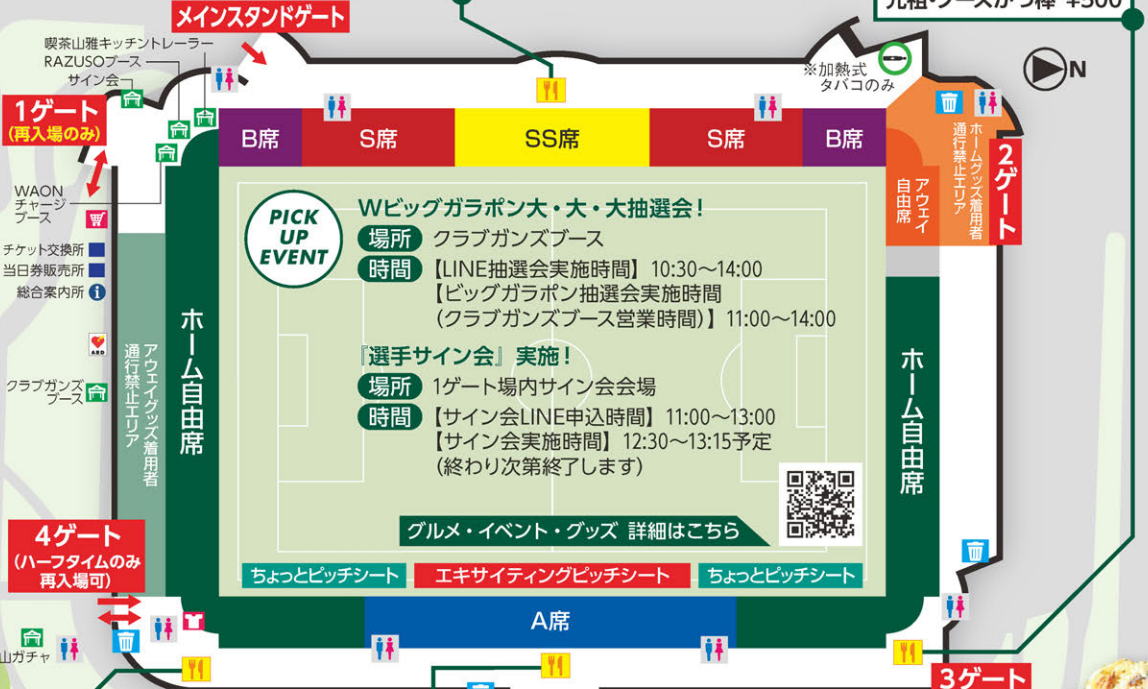 メインスタンドゲート
元祖・ソースかつ棒 ¥500
喫茶山雅キッチントレーラー
RAZUSOブース
サイン会
※加熱式
タバコのみ
N
1ゲート
(再入場のみ)
B席
S席
SS席
S席
B席
ホームグッズ着用者
通行禁止エリア
2ゲート
アウェイ
自由席
WAON
チャージ
ブース
チケット交換所
当日券販売所
総合案内所
i
AED
クラブガンズ
ブース
アウェイグッズ着用者
通行禁止エリア
ホーム自由席
PICK
UP
EVENT
Wビッグガラポン大・大・大抽選会!
場所 クラブガンズブース
時間 【LINE抽選会実施時間】10:30〜14:00
【ビッグガラポン抽選会実施時間
(クラブガンズブース営業時間)】11:00〜14:00
『選手サイン会』実施!
場所 1ゲート場内サイン会会場
時間 【サイン会LINE申込時間】11:00〜13:00
【サイン会実施時間】12:30〜13:15予定
(終わり次第終了します)
グルメ・イベント・グッズ 詳細はこちら
ホーム自由席
4ゲート
(ハーフタイムのみ
再入場可)
ちょっとピッチシート
エキサイティングピッチシート
ちょっとピッチシート
A席
山ガチャ
3ゲート